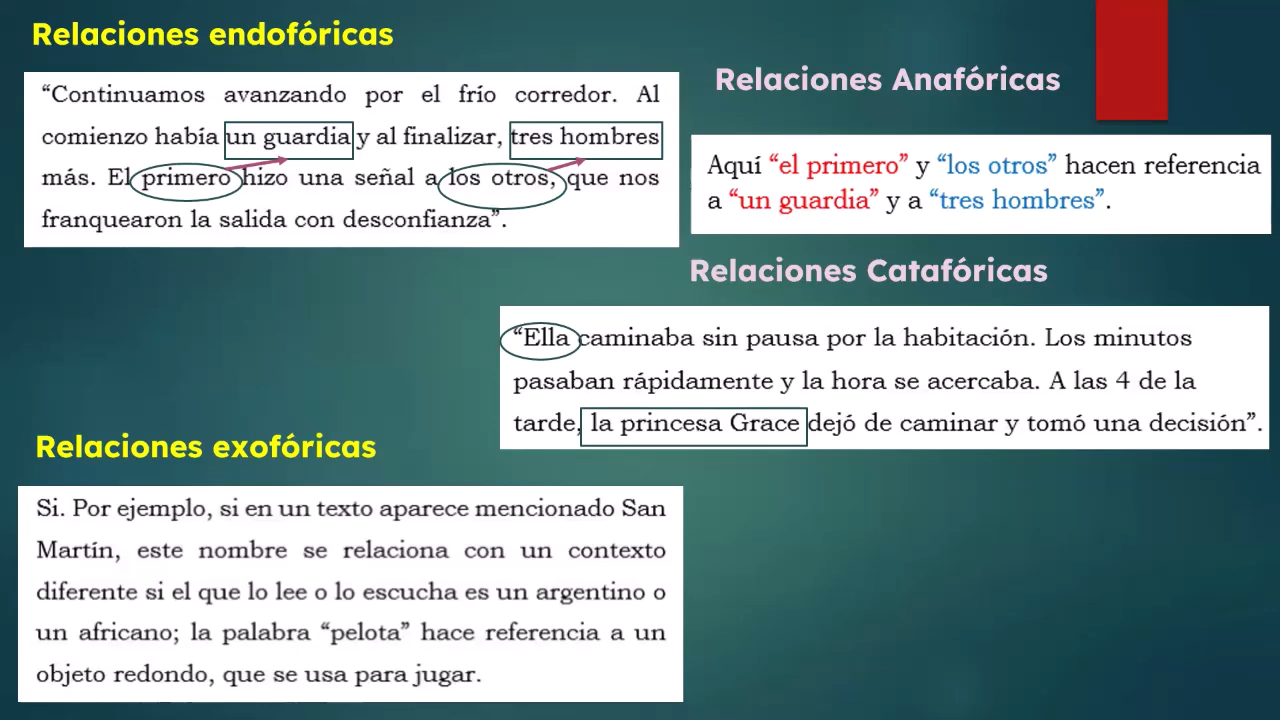 Relaciones endofóricas
“Continuamos avanzando por el frío corredor. Al
comienzo había un guardia y al finalizar, tres hombres
más. El primero hizo una señal a los otros, que nos
franquearon la salida con desconfianza”.
Relaciones Anafóricas
Aquí “el primero” y “los otros” hacen referencia
a “un guardia” y a “tres hombres”.
Relaciones Catafóricas
“Ella caminaba sin pausa por la habitación. Los minutos
pasaban rápidamente y la hora se acercaba. A las 4 de la
tarde, la princesa Grace dejó de caminar y tomó una decisión”.
Relaciones exofóricas
Si. Por ejemplo, si en un texto aparece mencionado San
Martín, este nombre se relaciona con un contexto
diferente si el que lo lee o lo escucha es un argentino o
un africano; la palabra “pelota” hace referencia a un
objeto redondo, que se usa para jugar.